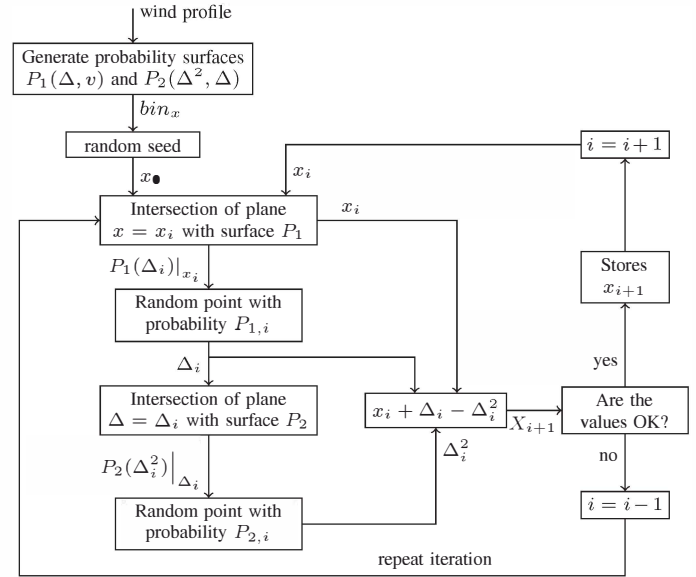 wind profile
Generate probability surfaces
P₁(Δ, v) and P₂(Δ², Δ)
binₓ
random seed
x
i = i+1
xᵢ
xᵢ
Intersection of plane
x = xᵢ with surface P₁
P₁(Δᵢ)|ₓᵢ
Stores
xᵢ₊₁
Random point with
probability P₁,ᵢ
Δᵢ
yes
Intersection of plane
Δ = Δᵢ with surface P₂
xᵢ + Δᵢ − Δᵢ²
Xᵢ₊₁
Are the
values OK?
P₂(Δᵢ²)|Δᵢ
Δᵢ²
no
Random point with
probability P₂,ᵢ
i = i−1
repeat iteration